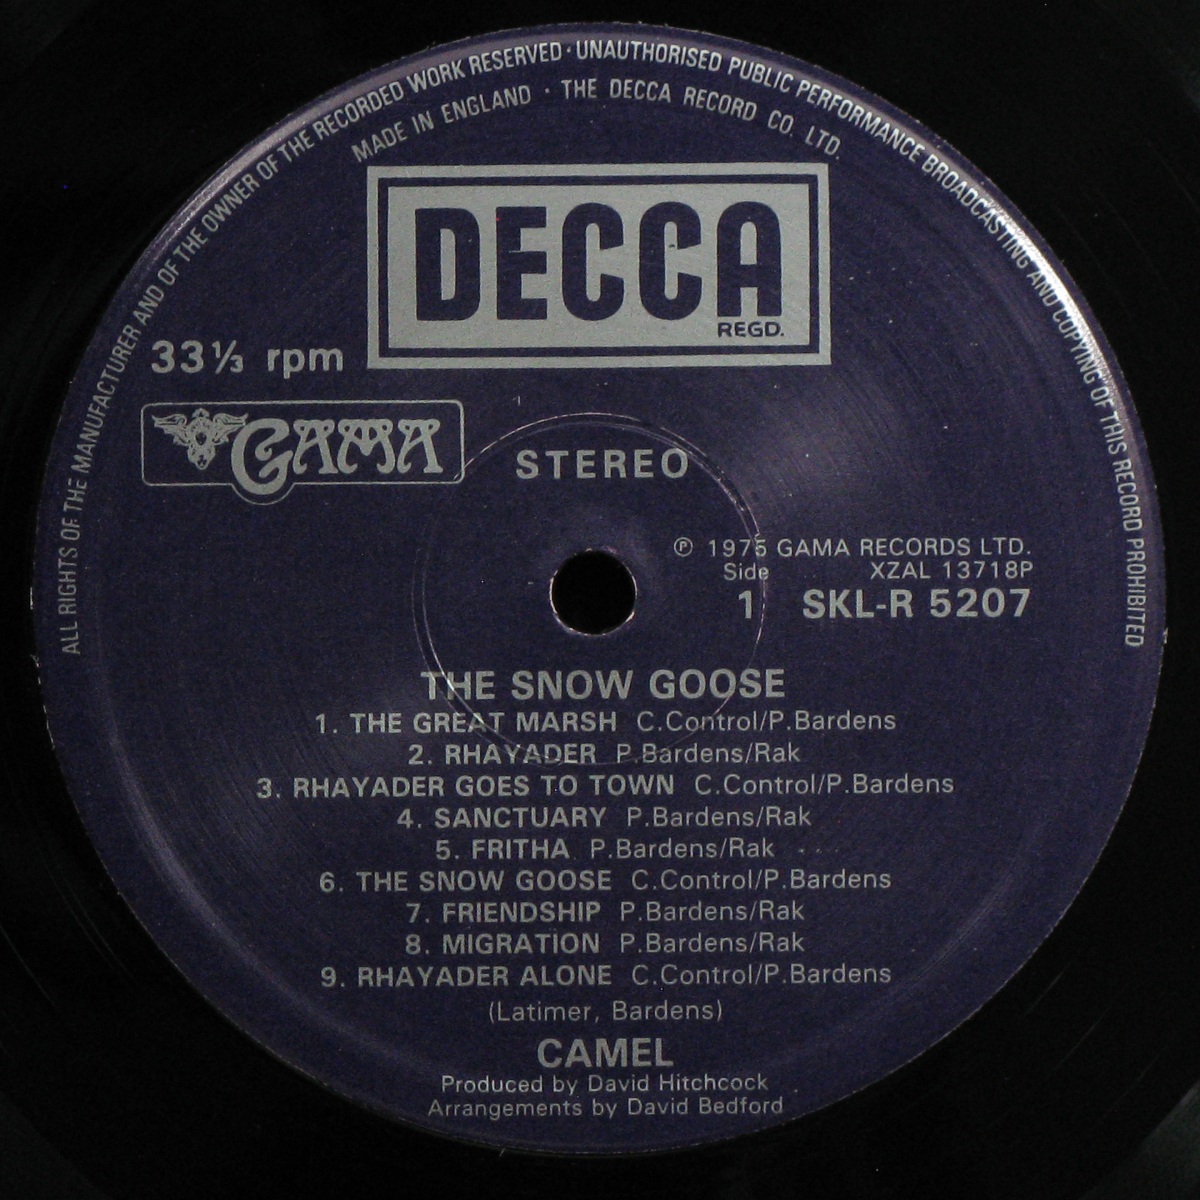 ALL RIGHTS OF THE MANUFACTURER AND OF THE OWNER OF THE RECORDED WORK RESERVED · UNAUTHORISED PUBLIC PERFORMANCE BROADCASTING AND COPYING OF THIS RECORD PROHIBITED
MADE IN ENGLAND · THE DECCA RECORD CO. LTD.
DECCA
REGD.
33⅓ rpm
GAMA
STEREO
℗ 1975 GAMA RECORDS LTD.
Side XZAL 13718P
1 SKL-R 5207
THE SNOW GOOSE
1. THE GREAT MARSH C.Control/P.Bardens
2. RHAYADER P.Bardens/Rak
3. RHAYADER GOES TO TOWN C.Control/P.Bardens
4. SANCTUARY P.Bardens/Rak
5. FRITHA P.Bardens/Rak
6. THE SNOW GOOSE C.Control/P.Bardens
7. FRIENDSHIP P.Bardens/Rak
8. MIGRATION P.Bardens/Rak
9. RHAYADER ALONE C.Control/P.Bardens
(Latimer, Bardens)
CAMEL
Produced by David Hitchcock
Arrangements by David Bedford